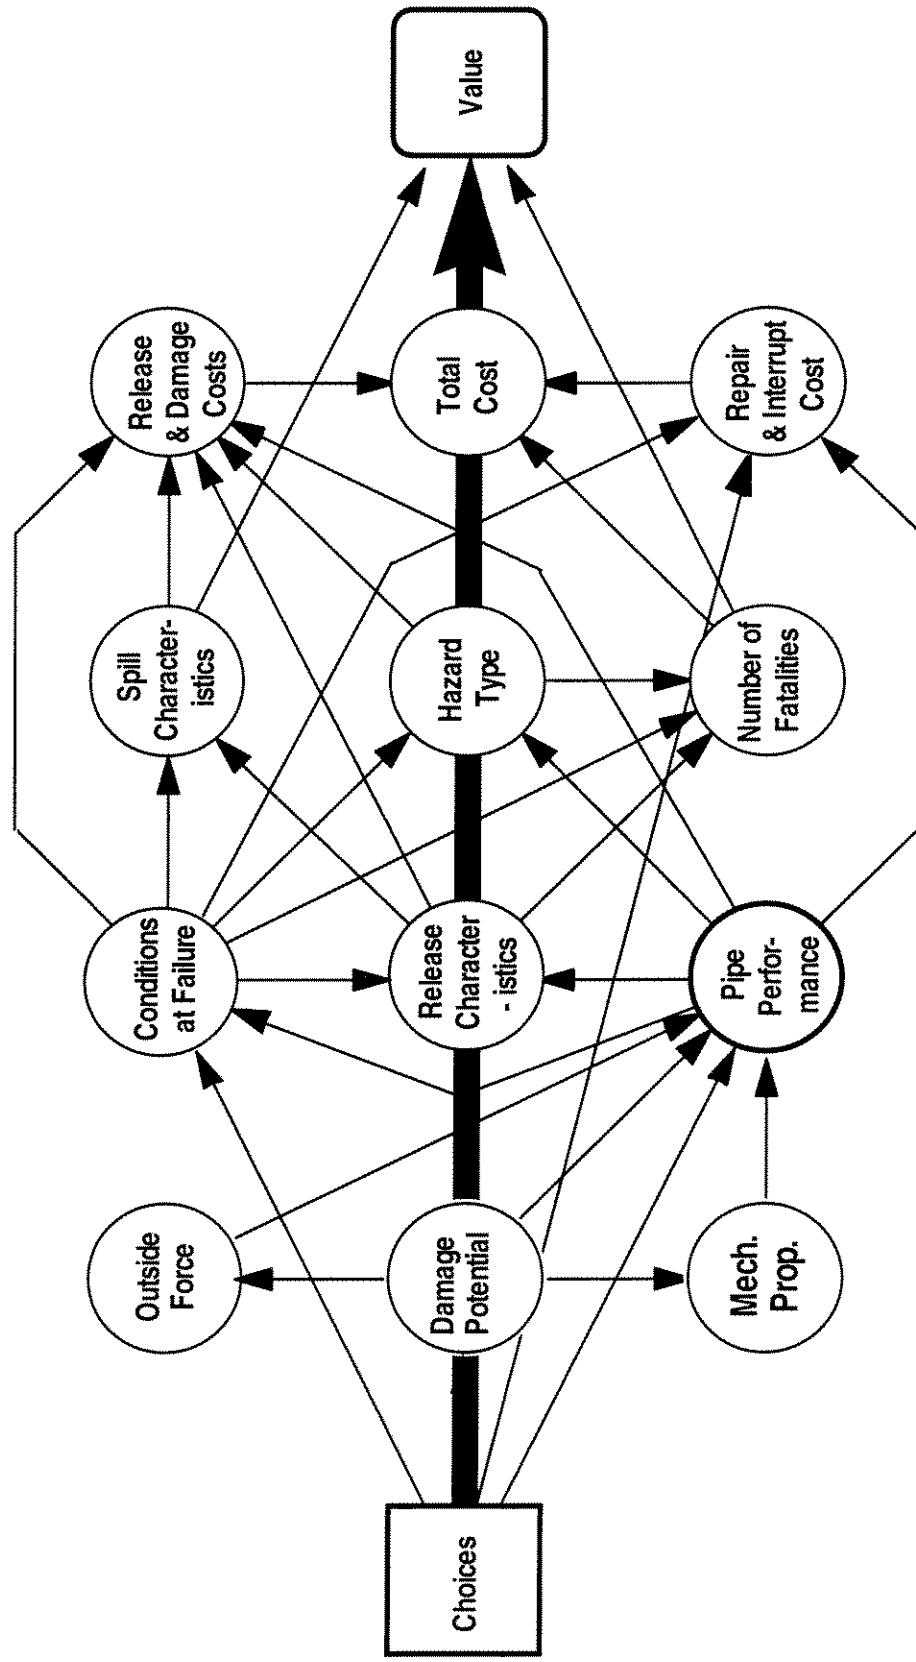 Choices
Outside
Force
Damage
Potential
Mech.
Prop.
Conditions
at Failure
Release
Character
- istics
Pipe
Perfor-
mance
Spill
Character-
istics
Hazard
Type
Number of
Fatalities
Release
& Damage
Costs
Total
Cost
Repair
& Interrupt
Cost
Value